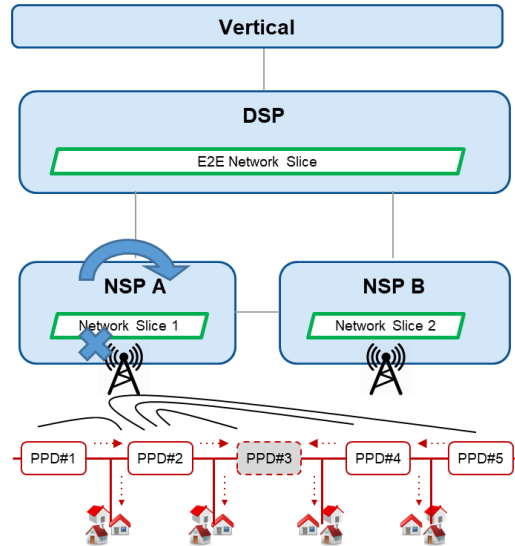 Vertical
DSP
E2E Network Slice
NSP A
NSP B
Network Slice 1
Network Slice 2
PPD#1
PPD#2
PPD#3
PPD#4
PPD#5